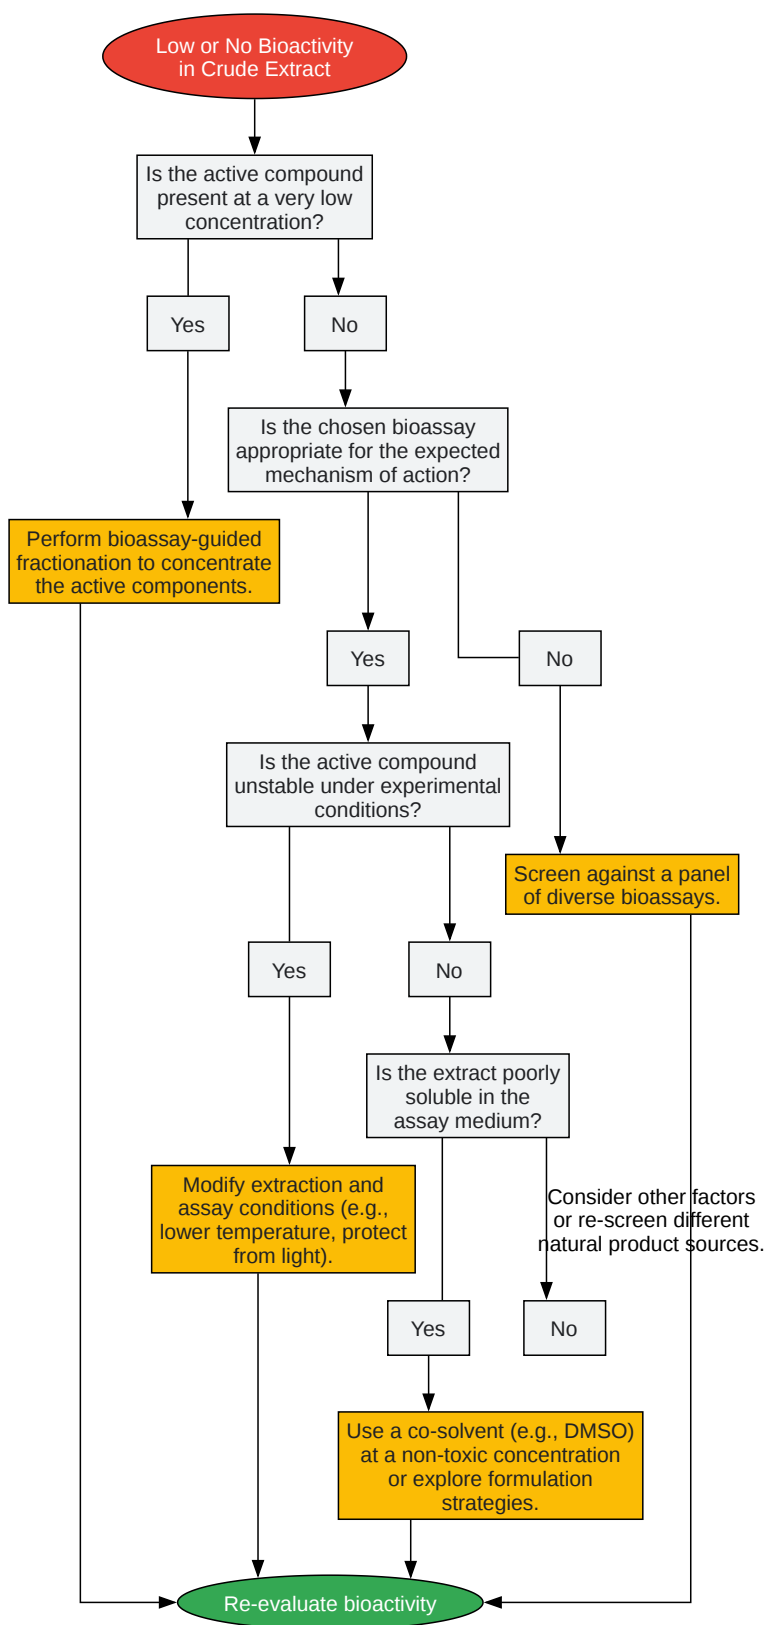 Low or No Bioactivity
in Crude Extract
Is the active compound
present at a very low
concentration?
Yes
No
Is the chosen bioassay
appropriate for the expected
mechanism of action?
Perform bioassay-guided
fractionation to concentrate
the active components.
Yes
No
Is the active compound
unstable under experimental
conditions?
Screen against a panel
of diverse bioassays.
Yes
No
Is the extract poorly
soluble in the
assay medium?
Modify extraction and
assay conditions (e.g.,
lower temperature, protect
from light).
Consider other factors
or re-screen different
natural product sources.
Yes
No
Use a co-solvent (e.g., DMSO)
at a non-toxic concentration
or explore formulation
strategies.
Re-evaluate bioactivity